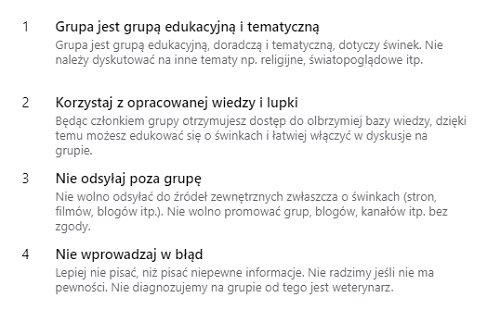 1 Grupa jest grupą edukacyjną i tematyczną
Grupa jest grupą edukacyjną, doradczą i tematyczną, dotyczy świnek. Nie
należy dyskutować na inne tematy np. religijne, światopoglądowe itp.
2 Korzystaj z opracowanej wiedzy i lupki
Będąc członkiem grupy otrzymujesz dostęp do olbrzymiej bazy wiedzy, dzięki
temu możesz edukować się o świnkach i łatwiej włączyć w dyskusje na
grupie.
3 Nie odsyłaj poza grupę
Nie wolno odsyłać do źródeł zewnętrznych zwłaszcza o świnkach (stron,
filmów, blogów itp.). Nie wolno promować grup, blogów, kanałów itp. bez
zgody.
4 Nie wprowadzaj w błąd
Lepiej nie pisać, niż pisać niepewne informacje. Nie radzimy jeśli nie ma
pewności. Nie diagnozujemy na grupie od tego jest weterynarz.